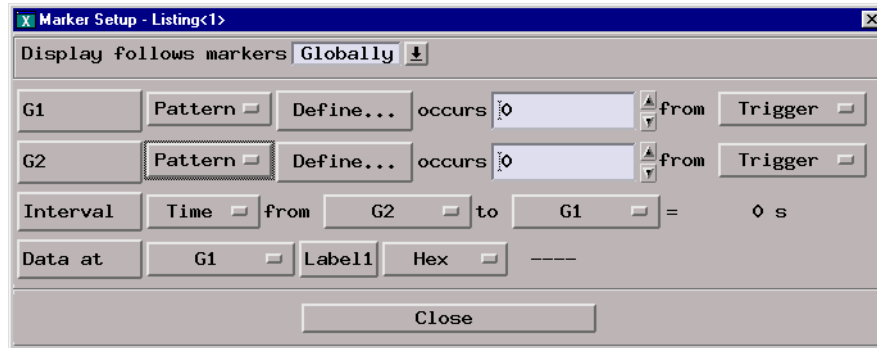 Marker Setup - Listing<1>
Display follows markers Globally
G1 Pattern Define... occurs 0 from Trigger
G2 Pattern Define... occurs 0 from Trigger
Interval Time from G2 to G1 = 0 s
Data at G1 Label1 Hex ----
Close